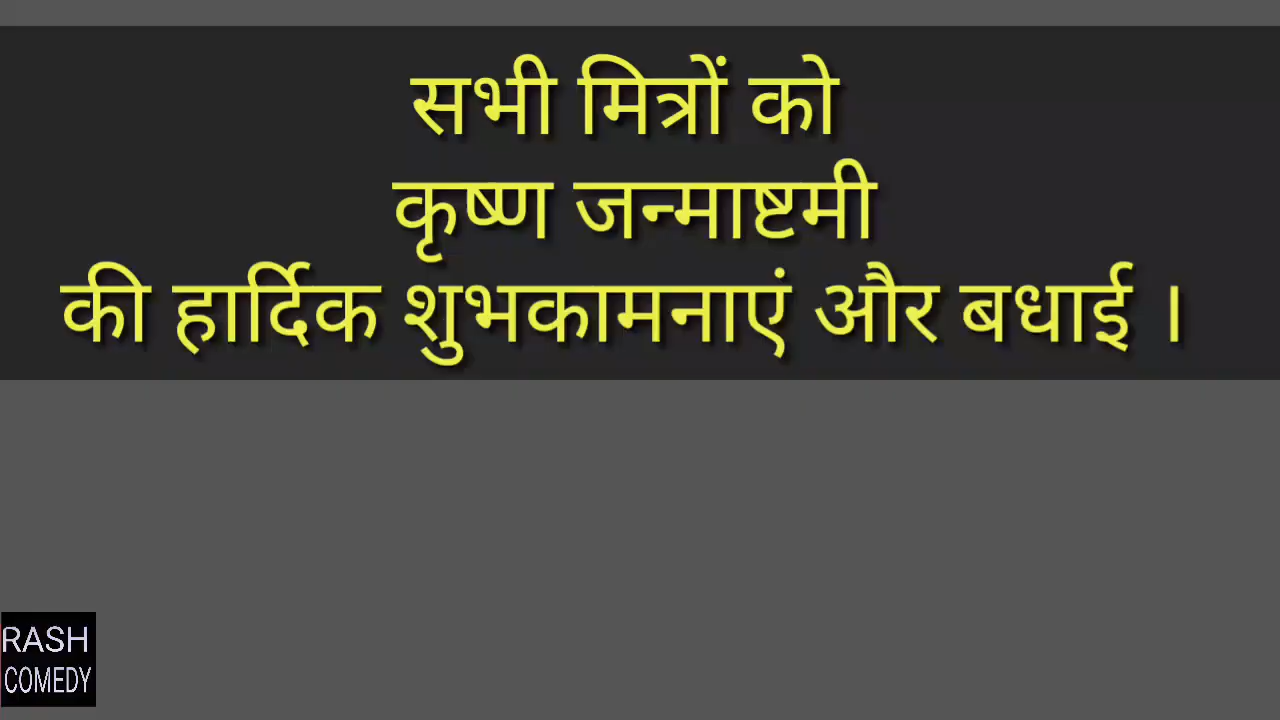 सभी मित्रों को
कृष्ण जन्माष्टमी
की हार्दिक शुभकामनाएं और बधाई ।
RASH
COMEDY